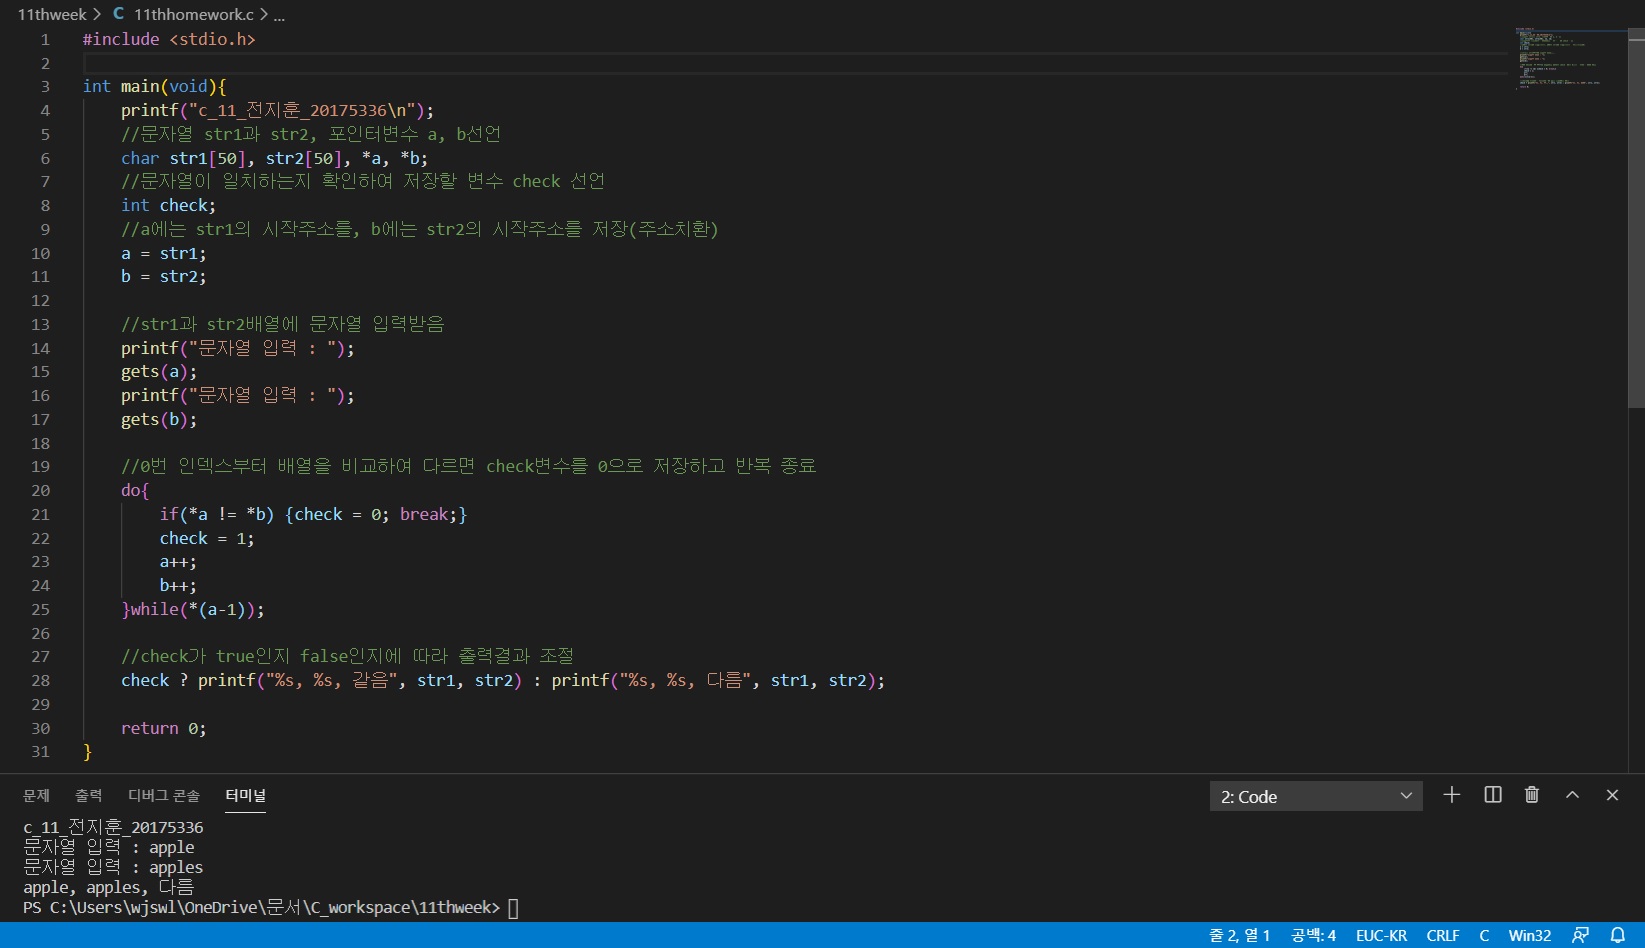 11thweek > C 11thhomework.c > ...
1 #include <stdio.h>
2
3 int main(void){
4 printf("c_11_전지훈_20175336\n");
5 //문자열 str1과 str2, 포인터변수 a, b선언
6 char str1[50], str2[50], *a, *b;
7 //문자열이 일치하는지 확인하여 저장할 변수 check 선언
8 int check;
9 //a에는 str1의 시작주소를, b에는 str2의 시작주소를 저장(주소치환)
10 a = str1;
11 b = str2;
12
13 //str1과 str2배열에 문자열 입력받음
14 printf("문자열 입력 : ");
15 gets(a);
16 printf("문자열 입력 : ");
17 gets(b);
18
19 //0번 인덱스부터 배열을 비교하여 다르면 check변수를 0으로 저장하고 반복 종료
20 do{
21 if(*a != *b) {check = 0; break;}
22 check = 1;
23 a++;
24 b++;
25 }while(*(a-1));
26
27 //check가 true인지 false인지에 따라 출력결과 조절
28 check ? printf("%s, %s, 같음", str1, str2) : printf("%s, %s, 다름", str1, str2);
29
30 return 0;
31 }
문제 출력 디버그 콘솔 터미널 2: Code
c_11_전지훈_20175336
문자열 입력 : apple
문자열 입력 : apples
apple, apples, 다름
PS C:\Users\wjswl\OneDrive\문서\C_workspace\11thweek>
줄 2, 열 1 공백: 4 EUC-KR CRLF C Win32